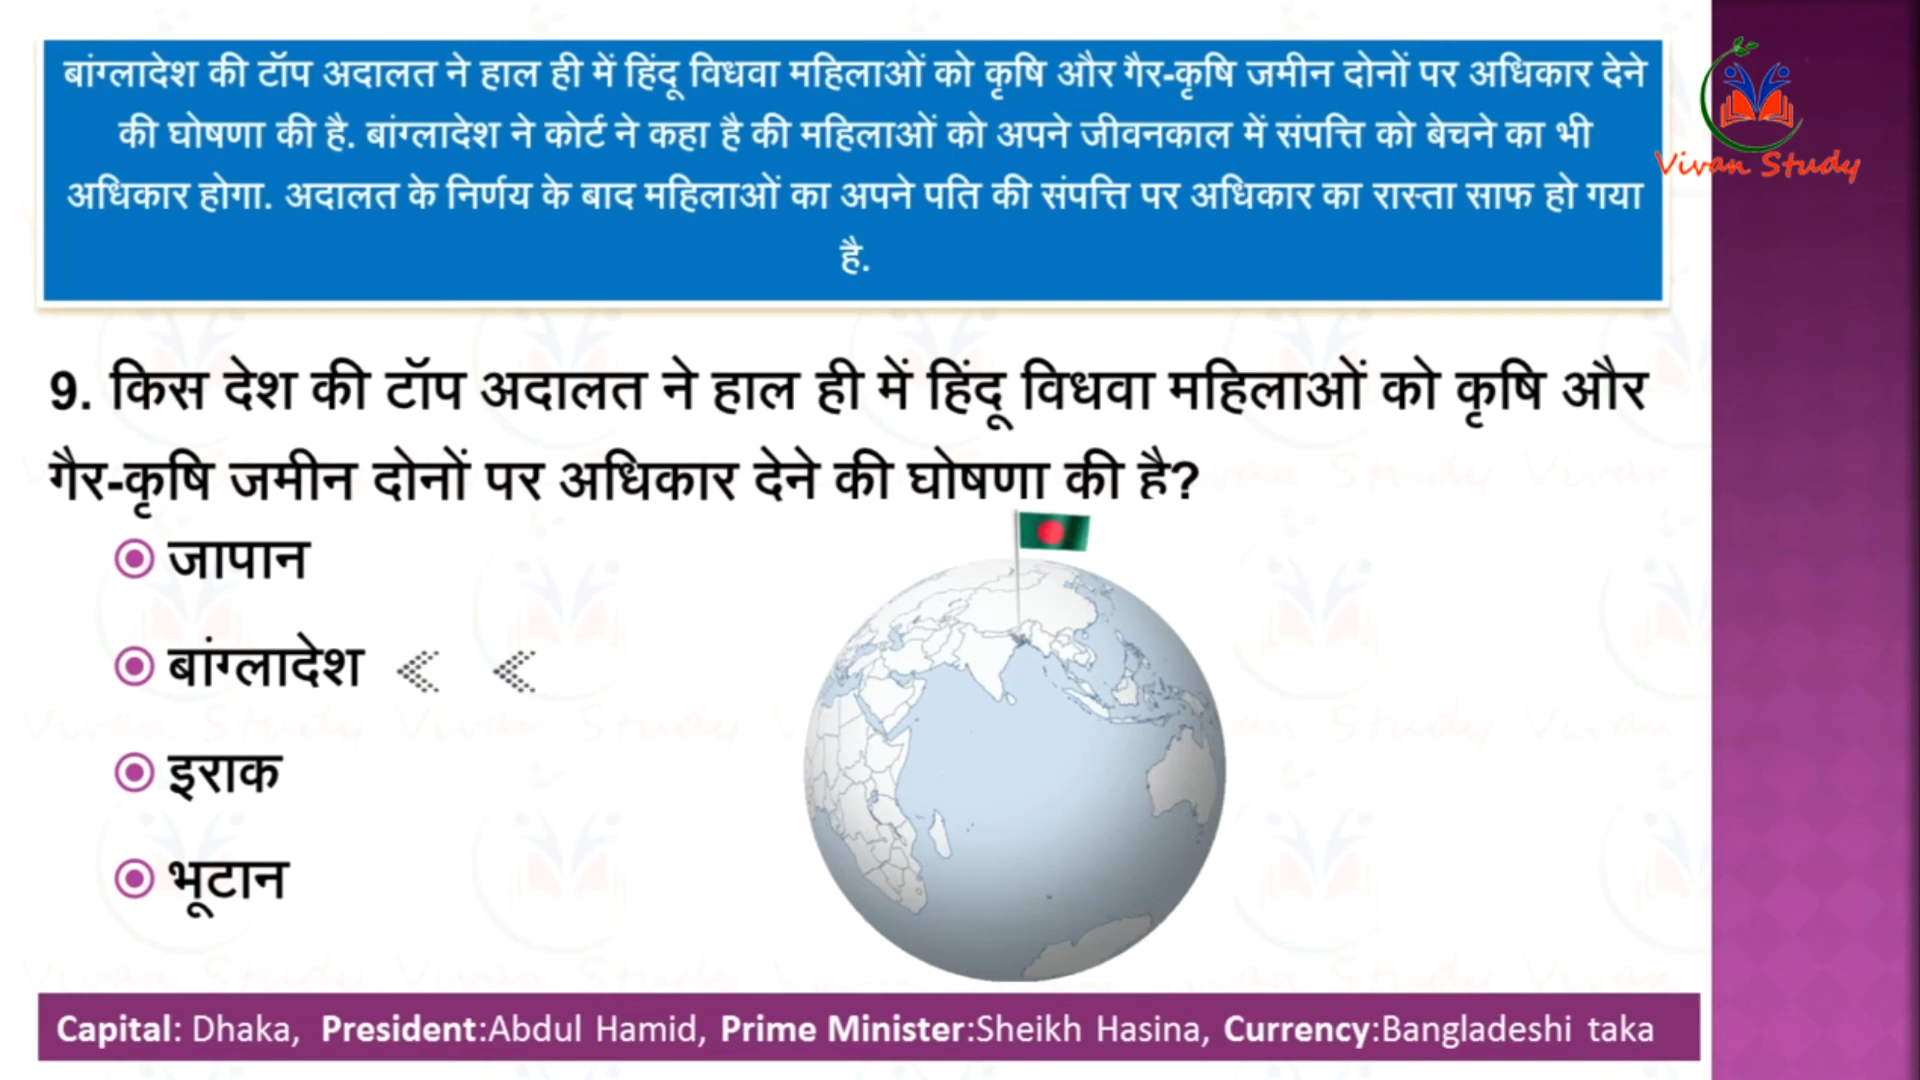 बांग्लादेश की टॉप अदालत ने हाल ही में हिंदू विधवा महिलाओं को कृषि और गैर-कृषि जमीन दोनों पर अधिकार देने
की घोषणा की है. बांग्लादेश ने कोर्ट ने कहा है की महिलाओं को अपने जीवनकाल में संपत्ति को बेचने का भी
अधिकार होगा. अदालत के निर्णय के बाद महिलाओं का अपने पति की संपत्ति पर अधिकार का रास्ता साफ हो गया
है.
Vivan Study
9. किस देश की टॉप अदालत ने हाल ही में हिंदू विधवा महिलाओं को कृषि और
गैर-कृषि जमीन दोनों पर अधिकार देने की घोषणा की है?
जापान
बांग्लादेश
इराक
भूटान
Capital: Dhaka, President:Abdul Hamid, Prime Minister:Sheikh Hasina, Currency:Bangladeshi taka